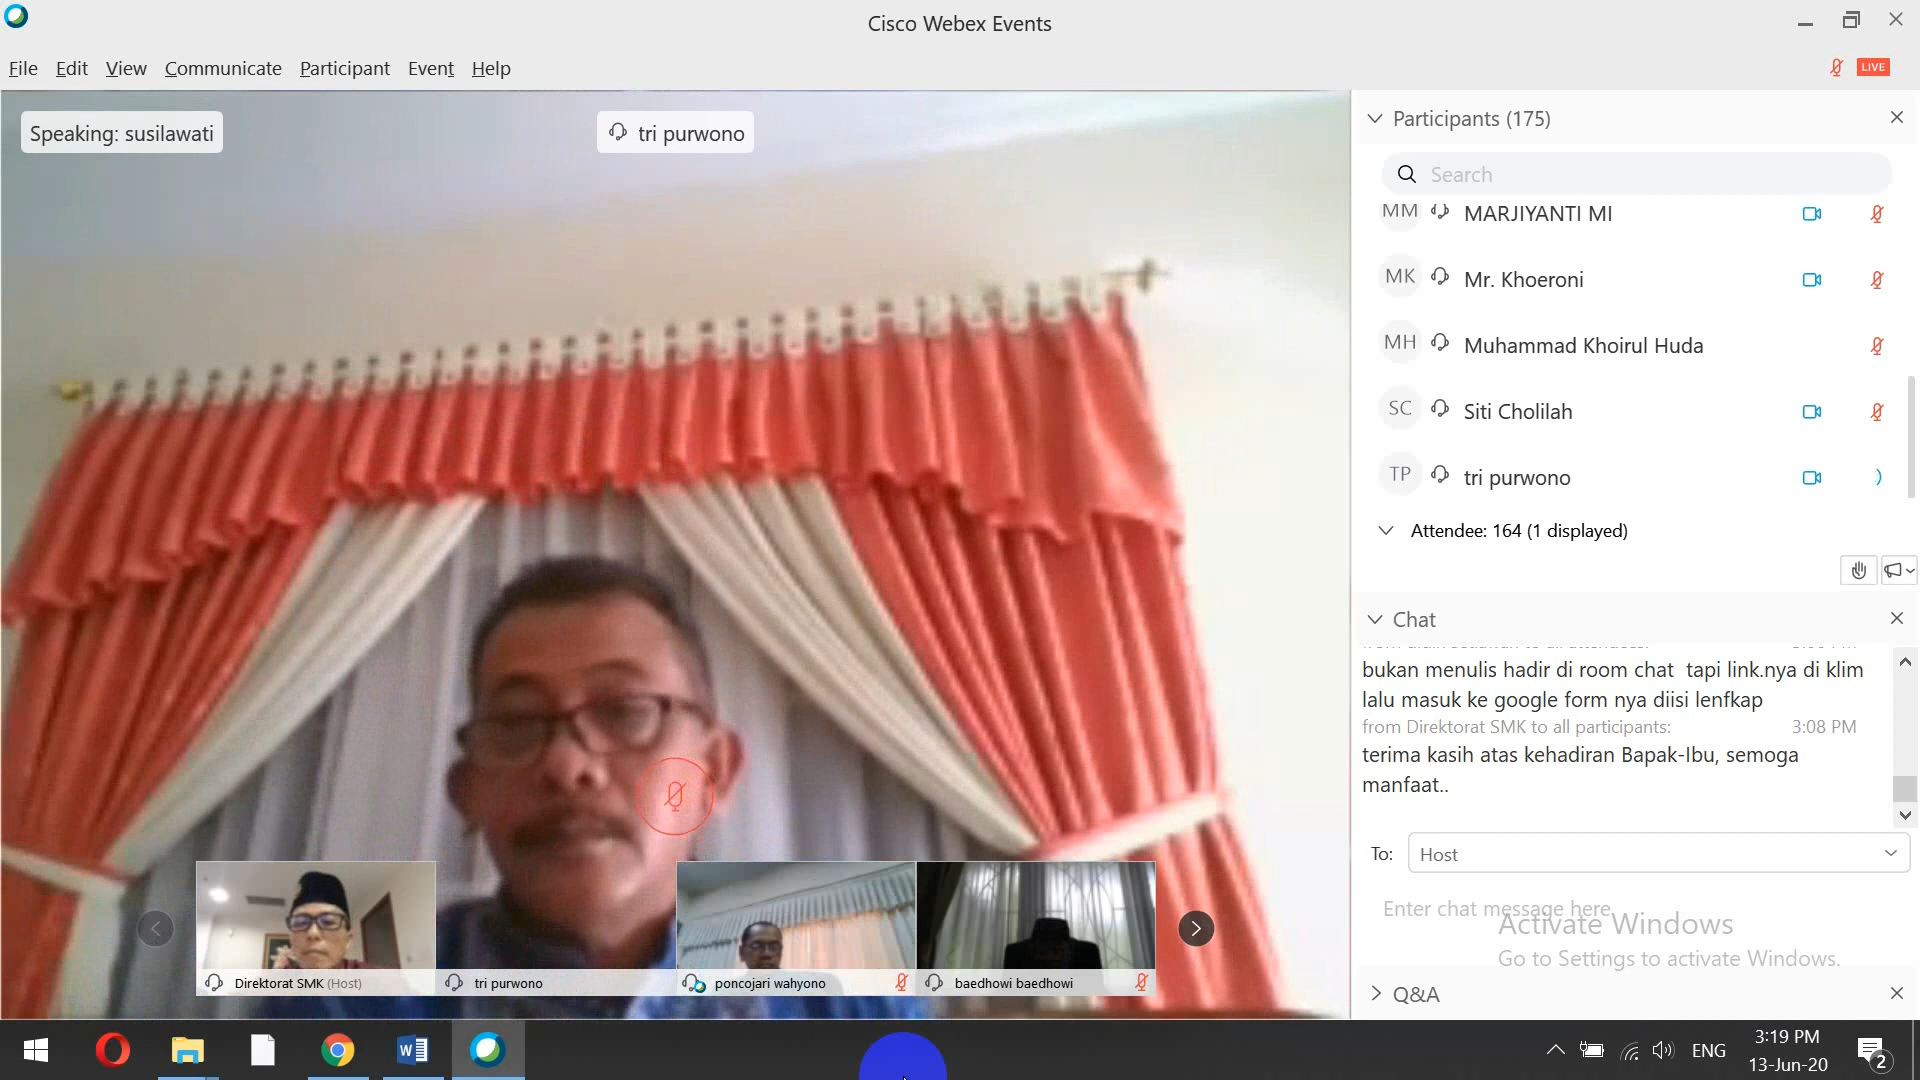 Cisco Webex Events
File Edit View Communicate Participant Event Help
LIVE
Speaking: susilawati
tri purwono
Participants (175)
Search
MM MARJIYANTI MI
MK Mr. Khoeroni
MH Muhammad Khoirul Huda
SC Siti Cholilah
TP tri purwono
Attendee: 164 (1 displayed)
Chat
bukan menulis hadir di room chat tapi link.nya di klim
lalu masuk ke google form nya diisi lenfkap
from Direktorat SMK to all participants: 3:08 PM
terima kasih atas kehadiran Bapak-Ibu, semoga
manfaat..
To: Host
Enter chat message here
Activate Windows
Go to Settings to activate Windows.
Q&A
Direktorat SMK (Host)
tri purwono
poncojari wahyono
baedhowi baedhowi
W
ENG
3:19 PM
13-Jun-20
2